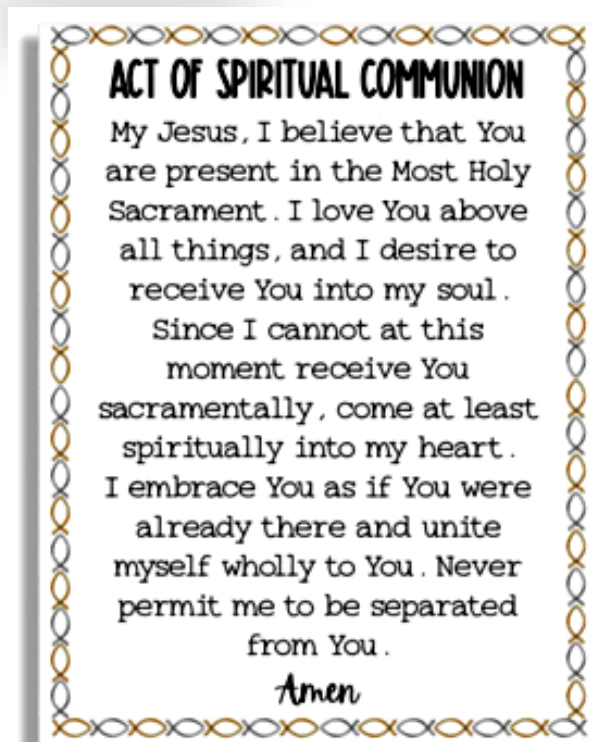 ACT OF SPIRITUAL COMMUNION
My Jesus, I believe that You
are present in the Most Holy
Sacrament. I love You above
all things, and I desire to
receive You into my soul.
Since I cannot at this
moment receive You
sacramentally, come at least
spiritually into my heart.
I embrace You as if You were
already there and unite
myself wholly to You. Never
permit me to be separated
from You.
Amen